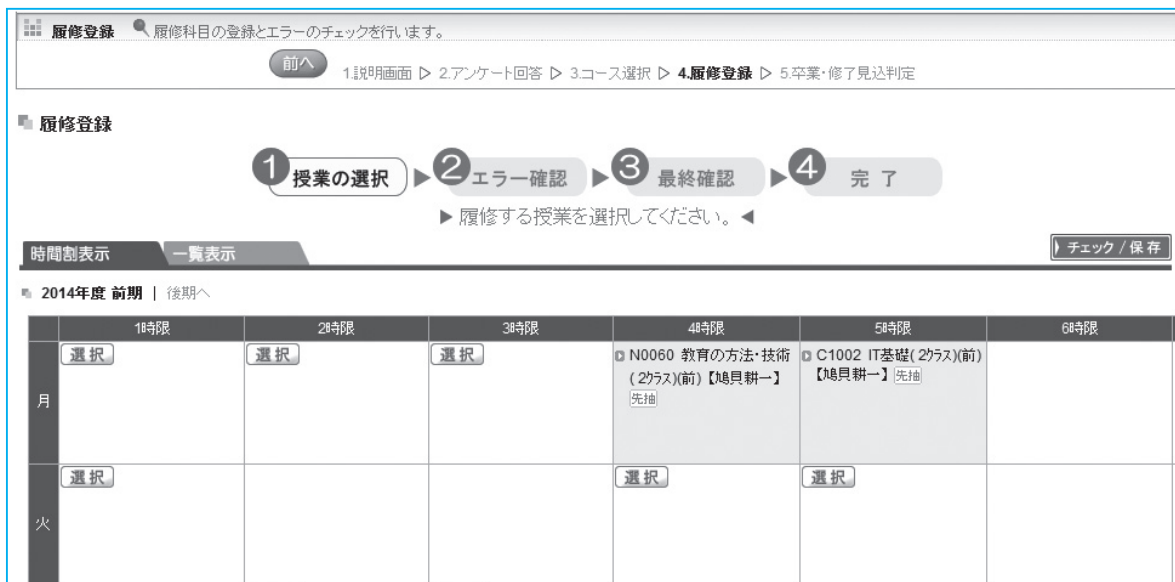 履修登録 履修科目の登録とエラーのチェックを行います。
前へ 1.説明画面 ▷ 2.アンケート回答 ▷ 3.コース選択 ▷ 4.履修登録 ▷ 5.卒業・修了見込判定
履修登録
1 授業の選択 ▶ 2 エラー確認 ▶ 3 最終確認 ▶ 4 完了
▶ 履修する授業を選択してください。 ◀
時間割表示 一覧表示 チェック / 保存
2014年度 前期 | 後期へ
1時限 2時限 3時限 4時限 5時限 6時限
月
選択 選択 選択
N0060 教育の方法・技術
(2クラス)(前)【鳩貝耕一】
先抽
C1002 IT基礎(2クラス)(前)
【鳩貝耕一】 先抽
火
選択 選択 選択